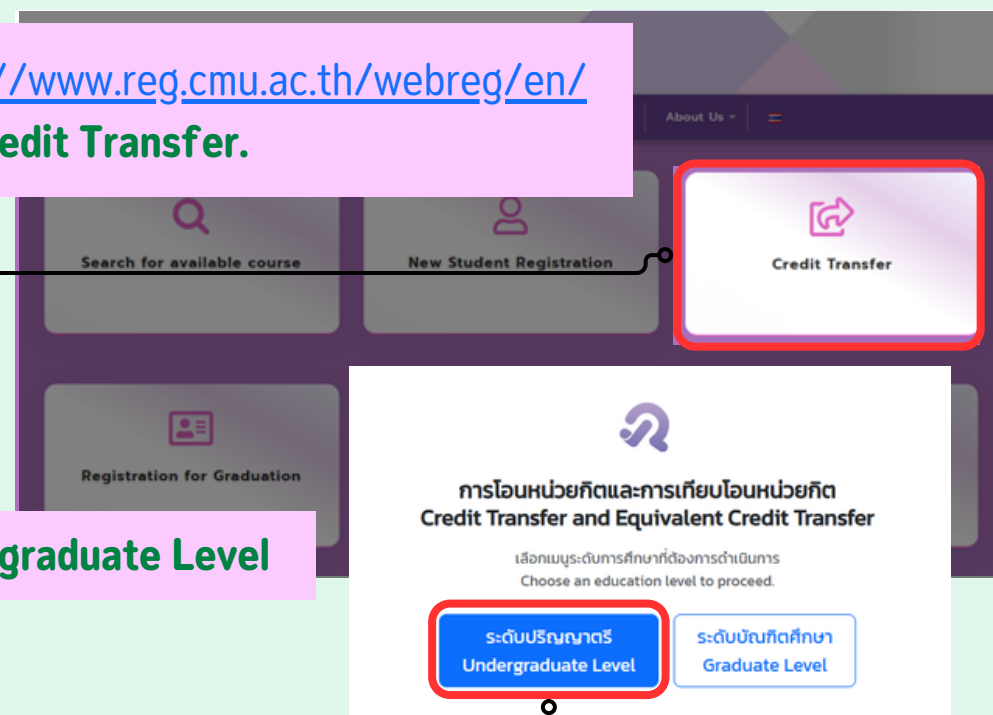 //www.reg.cmu.ac.th/webreg/en/
edit Transfer.
About Us
Search for available course
New Student Registration
Credit Transfer
Registration for Graduation
graduate Level
การโอนหน่วยกิตและการเทียบโอนหน่วยกิต
Credit Transfer and Equivalent Credit Transfer
เลือกเมนูระดับการศึกษาที่ต้องการดำเนินการ
Choose an education level to proceed.
ระดับปริญญาตรี
Undergraduate Level
ระดับบัณฑิตศึกษา
Graduate Level